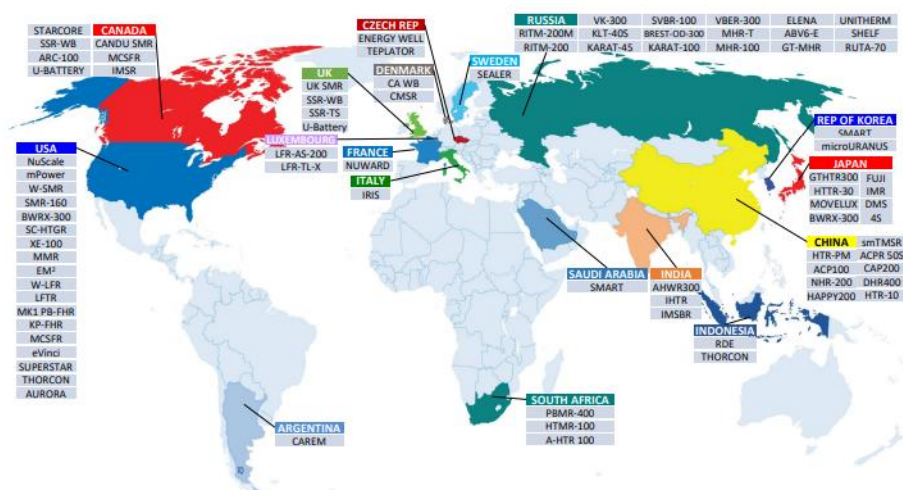 STARCORE CANADA
SSR-WB CANDU SMR
ARC-100 MCSFR
U-BATTERY IMSR
CZECH REP
ENERGY WELL
TEPLATOR
DENMARK
CA WB
CMSR
UK
UK SMR
SSR-WB
SSR-TS
U-Battery
SWEDEN
SEALER
RUSSIA VK-300 SVBR-100 VBER-300 ELENA UNITHERM
RITM-200M KLT-40S BREST-OD-300 MHR-T ABV6-E SHELF
RITM-200 KARAT-45 KARAT-100 MHR-100 GT-MHR RUTA-70
LUXEMBOURG
LFR-AS-200
LFR-TL-X
FRANCE
NUWARD
ITALY
IRIS
REP OF KOREA
SMART
microURANUS
JAPAN
GTHTR300 FUJI
HTTR-30 IMR
MOVELUX DMS
BWRX-300 4S
USA
NuScale
mPower
W-SMR
SMR-160
BWRX-300
SC-HTGR
XE-100
MMR
EM²
W-LFR
LFTR
MK1 PB-FHR
KP-FHR
MCSFR
eVinci
SUPERSTAR
THORCON
AURORA
CHINA smTMSR
HTR-PM ACPR 50S
ACP100 CAP200
NHR-200 DHR400
HAPPY200 HTR-10
SAUDI ARABIA
SMART
INDIA
AHWR300
IHTR
IMSBR
INDONESIA
RDE
THORCON
SOUTH AFRICA
PBMR-400
HTMR-100
A-HTR 100
ARGENTINA
CAREM